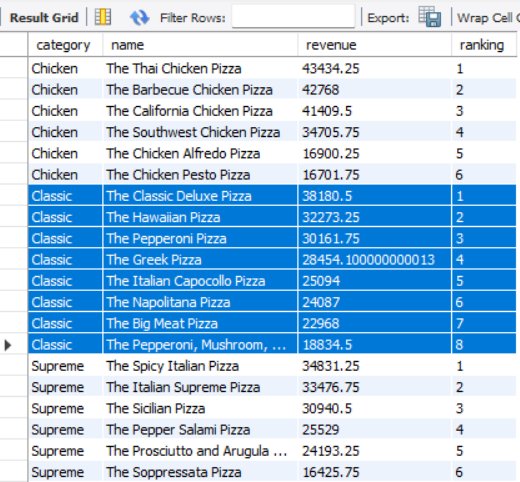 Result Grid Filter Rows: Export: Wrap Cell C
category name revenue ranking
Chicken The Thai Chicken Pizza 43434.25 1
Chicken The Barbecue Chicken Pizza 42768 2
Chicken The California Chicken Pizza 41409.5 3
Chicken The Southwest Chicken Pizza 34705.75 4
Chicken The Chicken Alfredo Pizza 16900.25 5
Chicken The Chicken Pesto Pizza 16701.75 6
Classic The Classic Deluxe Pizza 38180.5 1
Classic The Hawaiian Pizza 32273.25 2
Classic The Pepperoni Pizza 30161.75 3
Classic The Greek Pizza 28454.100000000013 4
Classic The Italian Capocollo Pizza 25094 5
Classic The Napolitana Pizza 24087 6
Classic The Big Meat Pizza 22968 7
Classic The Pepperoni, Mushroom, ... 18834.5 8
Supreme The Spicy Italian Pizza 34831.25 1
Supreme The Italian Supreme Pizza 33476.75 2
Supreme The Sicilian Pizza 30940.5 3
Supreme The Pepper Salami Pizza 25529 4
Supreme The Prosciutto and Arugula ... 24193.25 5
Supreme The Soppressata Pizza 16425.75 6